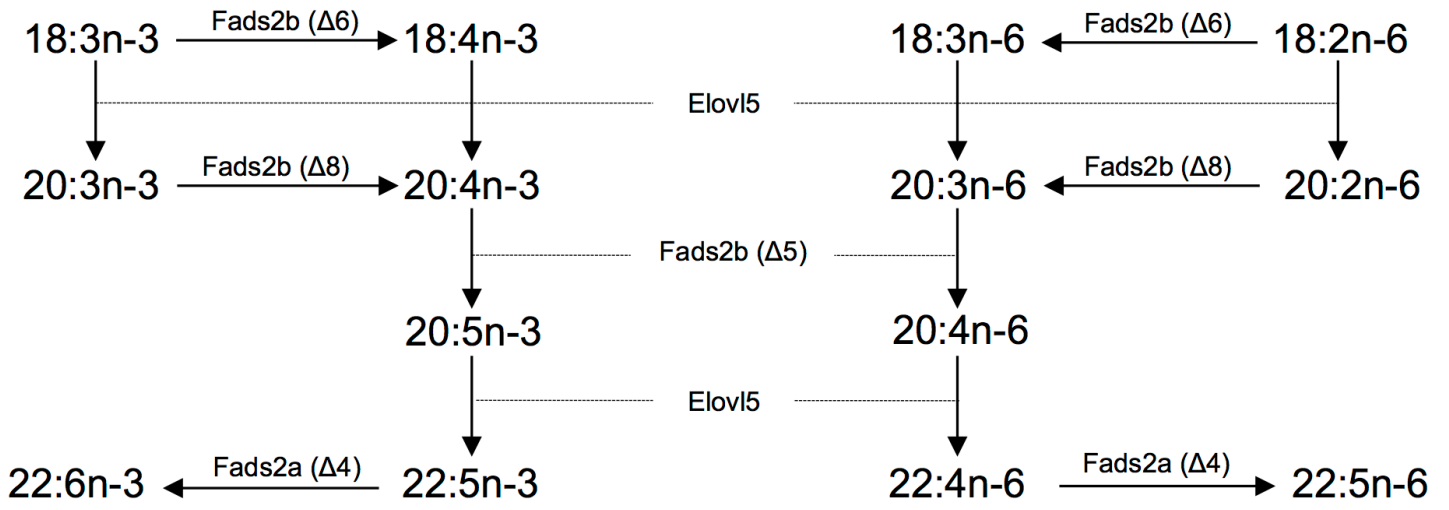 18:3n-3 Fads2b (Δ6) 18:4n-3 18:3n-6 Fads2b (Δ6) 18:2n-6
Elovl5
20:3n-3 Fads2b (Δ8) 20:4n-3 20:3n-6 Fads2b (Δ8) 20:2n-6
Fads2b (Δ5)
20:5n-3 20:4n-6
Elovl5
22:6n-3 Fads2a (Δ4) 22:5n-3 22:4n-6 Fads2a (Δ4) 22:5n-6